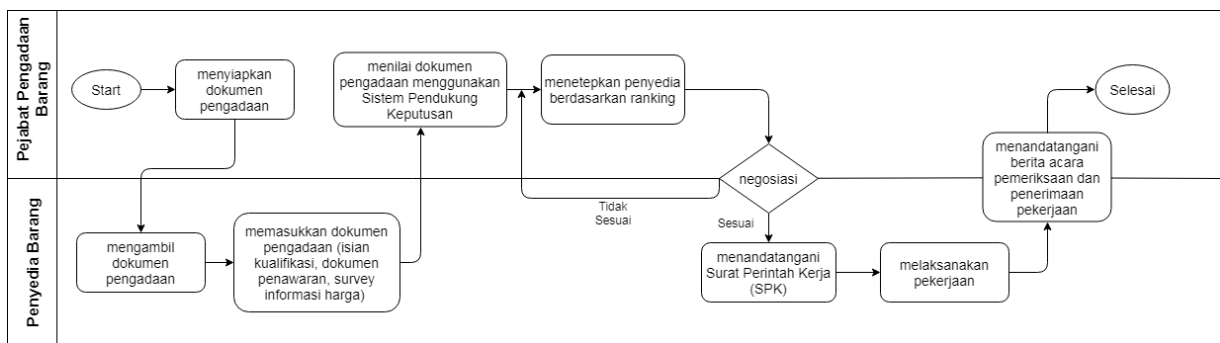 Pejabat Pengadaan
Barang
Start
menyiapkan
dokumen
pengadaan
menilai dokumen
pengadaan menggunakan
Sistem Pendukung
Keputusan
menetepkan penyedia
berdasarkan ranking
Selesai
menandatangani
berita acara
pemeriksaan dan
penerimaan
pekerjaan
negosiasi
Tidak
Sesuai
Sesuai
Penyedia Barang
mengambil
dokumen
pengadaan
memasukkan dokumen
pengadaan (isian
kualifikasi, dokumen
penawaran, survey
informasi harga)
menandatangani
Surat Perintah Kerja
(SPK)
melaksanakan
pekerjaan